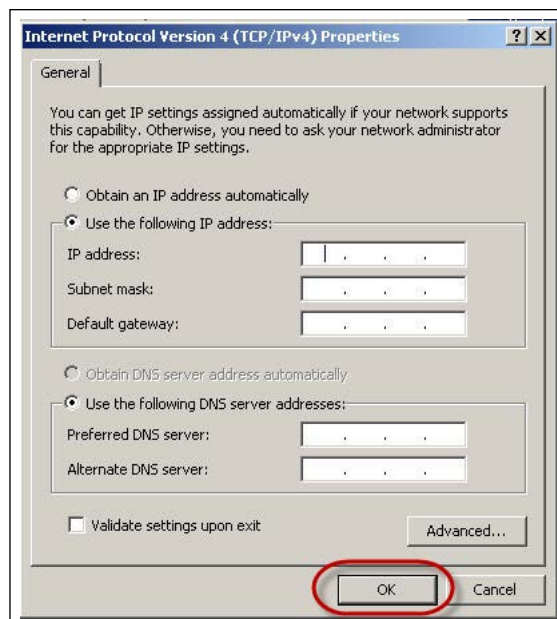 Internet Protocol Version 4 (TCP/IPv4) Properties
General
You can get IP settings assigned automatically if your network supports
this capability. Otherwise, you need to ask your network administrator
for the appropriate IP settings.
Obtain an IP address automatically
Use the following IP address:
IP address:
Subnet mask:
Default gateway:
Obtain DNS server address automatically
Use the following DNS server addresses:
Preferred DNS server:
Alternate DNS server:
Validate settings upon exit
Advanced...
OK
Cancel